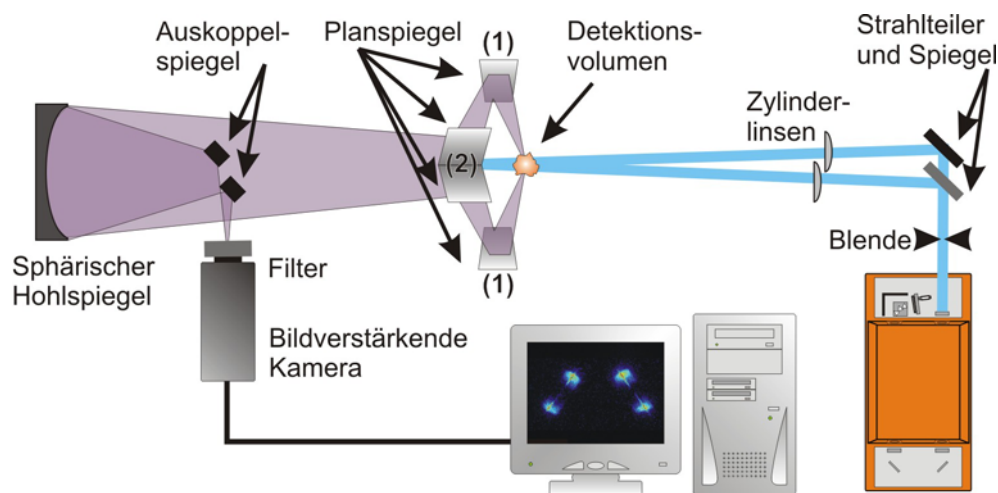 Auskoppel-
spiegel
Planspiegel
(1)
Detektions-
volumen
Strahlteiler
und Spiegel
Zylinder-
linsen
(2)
Blende
Sphärischer
Hohlspiegel
Filter
(1)
Bildverstärkende
Kamera